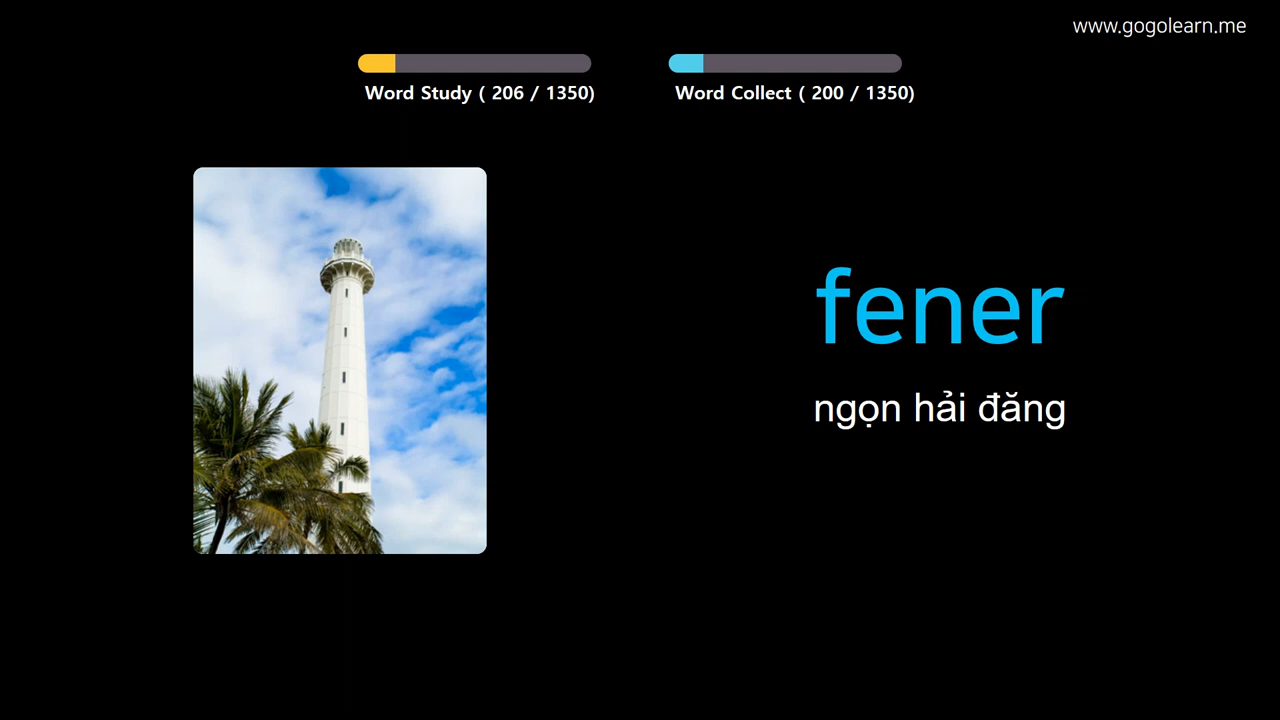 www.gogolearn.me
Word Study ( 206 / 1350)
Word Collect ( 200 / 1350)
fener
ngọn hải đăng